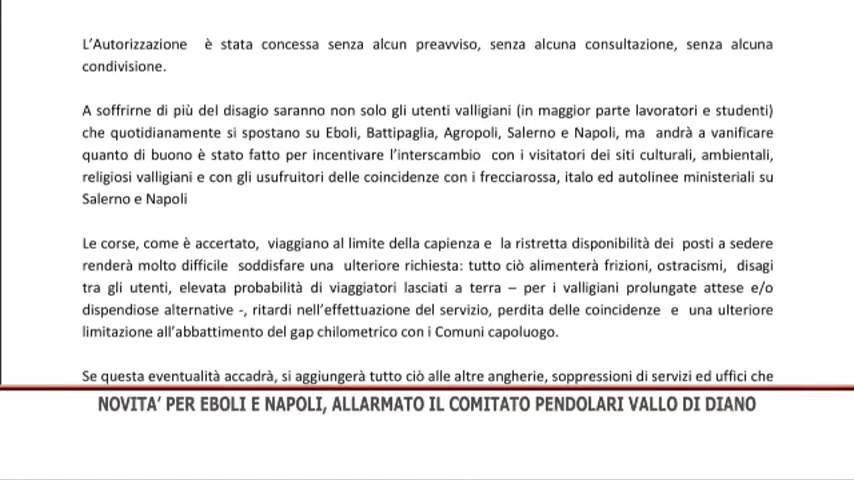 L’Autorizzazione è stata concessa senza alcun preavviso, senza alcuna consultazione, senza alcuna
condivisione.
A soffrirne di più del disagio saranno non solo gli utenti valligiani (in maggior parte lavoratori e studenti)
che quotidianamente si spostano su Eboli, Battipaglia, Agropoli, Salerno e Napoli, ma andrà a vanificare
quanto di buono è stato fatto per incentivare l’interscambio con i visitatori dei siti culturali, ambientali,
religiosi valligiani e con gli usufruitori delle coincidenze con i frecciarossa, italo ed autolinee ministeriali su
Salerno e Napoli
Le corse, come è accertato, viaggiano al limite della capienza e la ristretta disponibilità dei posti a sedere
renderà molto difficile soddisfare una ulteriore richiesta: tutto ciò alimenterà frizioni, ostracismi, disagi
tra gli utenti, elevata probabilità di viaggiatori lasciati a terra – per i valligiani prolungate attese e/o
dispendiose alternative -, ritardi nell’effettuazione del servizio, perdita delle coincidenze e una ulteriore
limitazione all’abbattimento del gap chilometrico con i Comuni capoluogo.
Se questa eventualità accadrà, si aggiungerà tutto ciò alle altre angherie, soppressioni di servizi ed uffici che
NOVITA’ PER EBOLI E NAPOLI, ALLARMATO IL COMITATO PENDOLARI VALLO DI DIANO